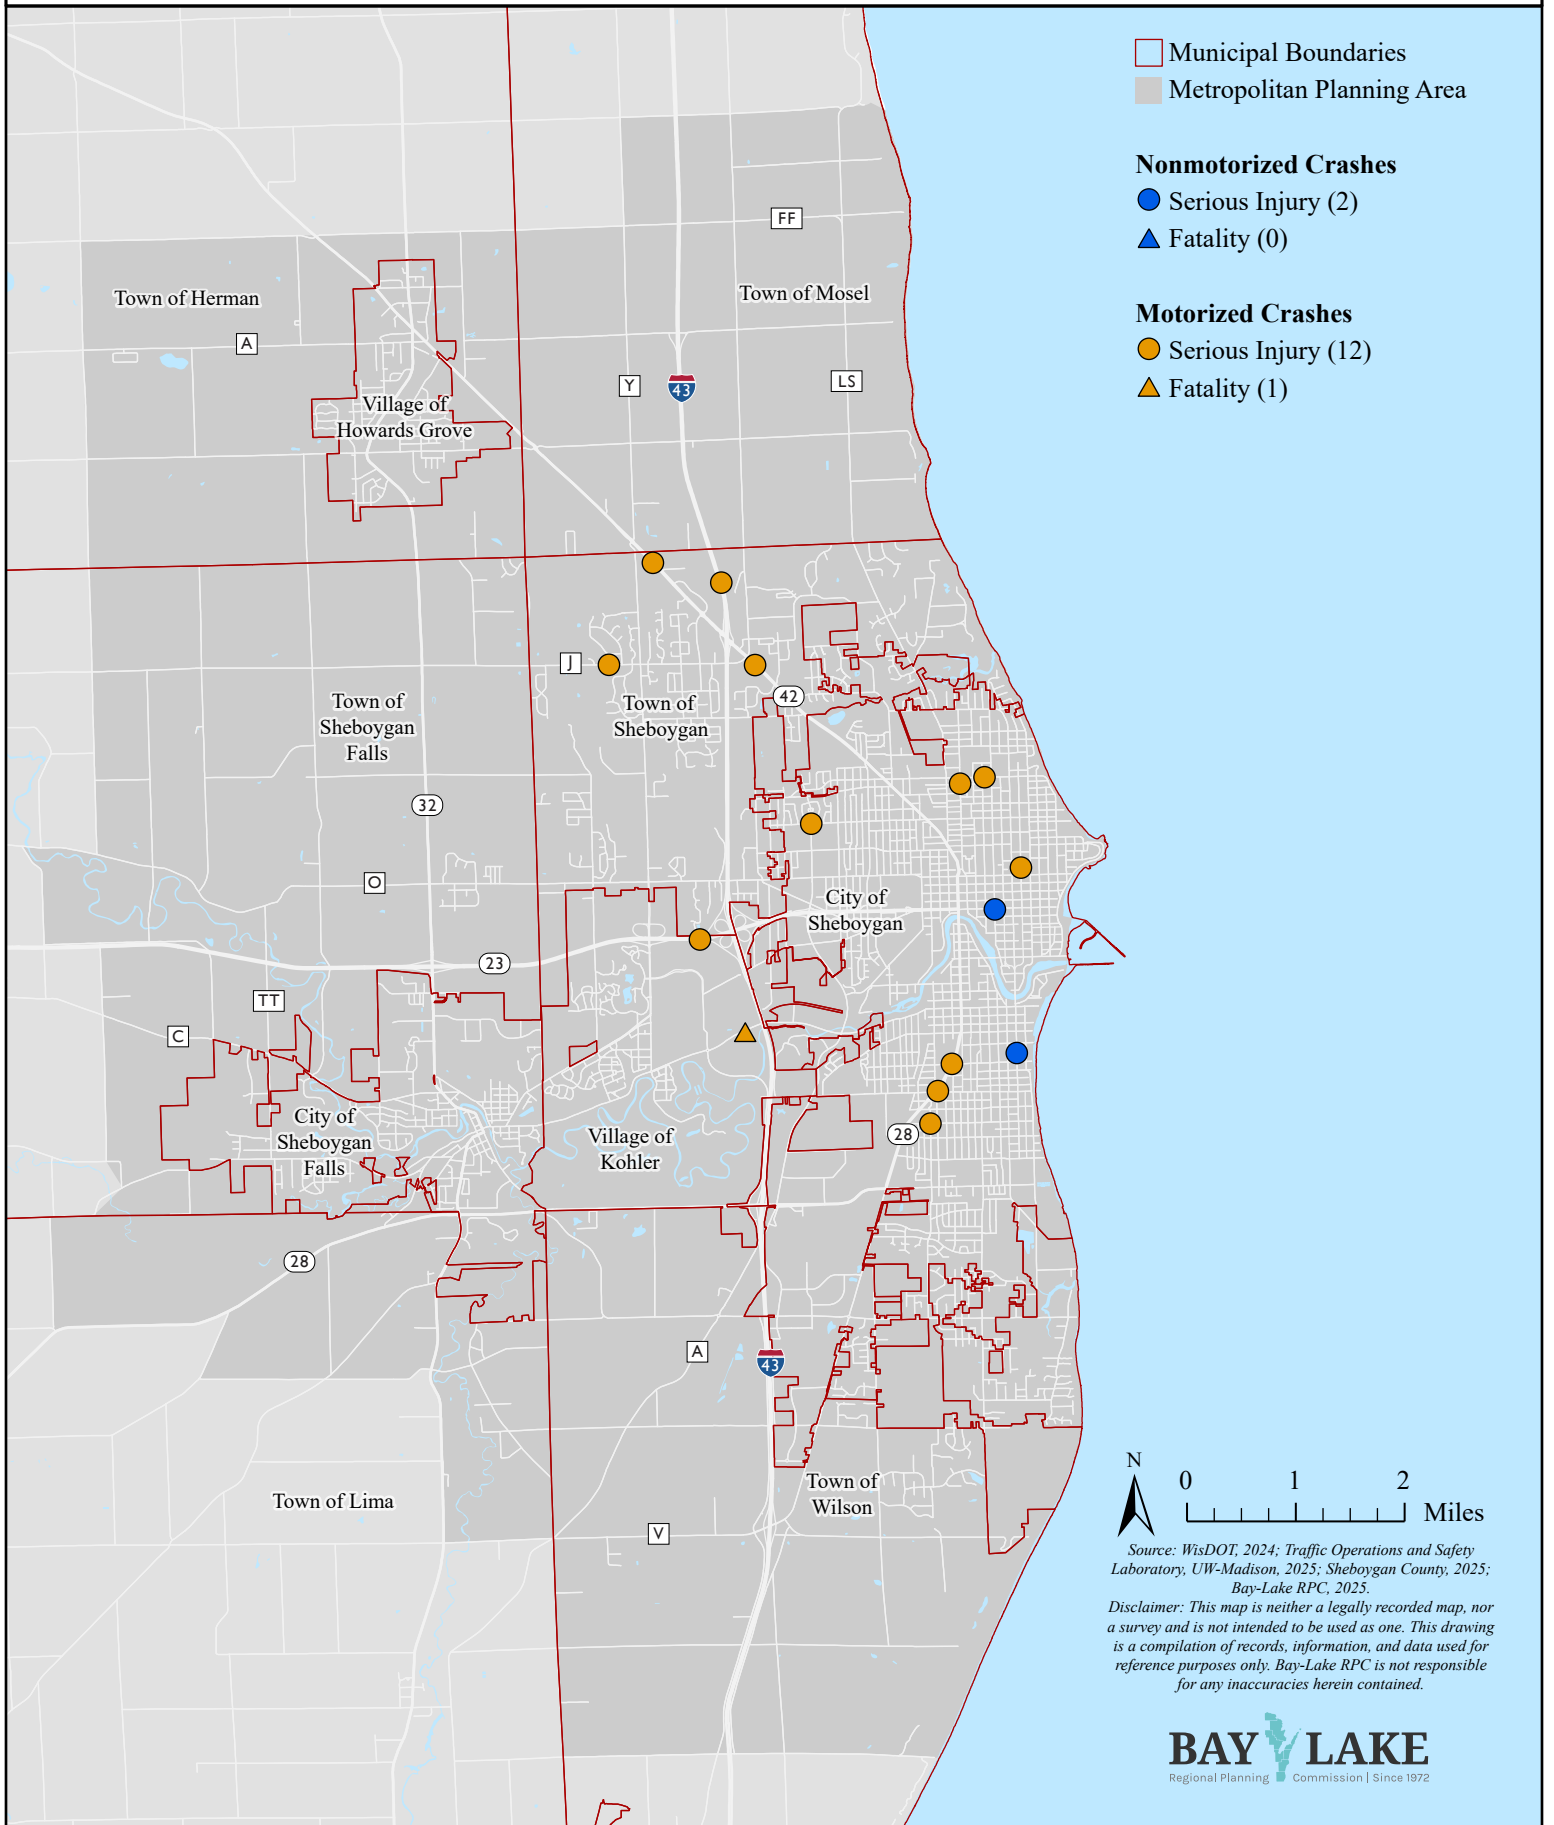 Municipal Boundaries
Metropolitan Planning Area
Nonmotorized Crashes
Serious Injury (2)
Fatality (0)
Motorized Crashes
Serious Injury (12)
Fatality (1)
FF
Town of Herman
Town of Mosel
A
Y
43
LS
Village of
Howards Grove
J
42
Town of
Sheboygan
Falls
Town of
Sheboygan
32
O
City of
Sheboygan
23
TT
C
City of
Sheboygan
Falls
Village of
Kohler
28
28
A
43
Town of Lima
Town of
Wilson
V
N
0 1 2
Miles
Source: WisDOT, 2024; Traffic Operations and Safety
Laboratory, UW-Madison, 2025; Sheboygan County, 2025;
Bay-Lake RPC, 2025.
Disclaimer: This map is neither a legally recorded map, nor
a survey and is not intended to be used as one. This drawing
is a compilation of records, information, and data used for
reference purposes only. Bay-Lake RPC is not responsible
for any inaccuracies herein contained.
BAY LAKE
Regional Planning Commission | Since 1972